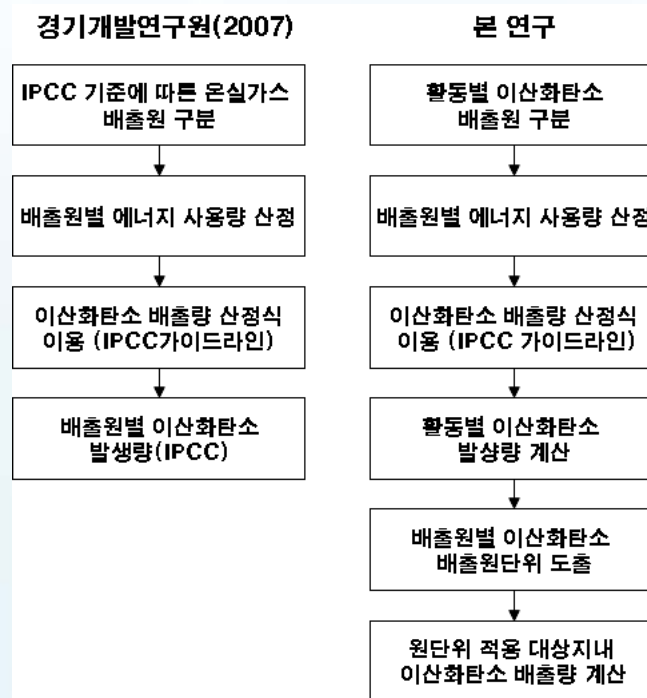 경기개발연구원(2007)
IPCC 기준에 따른 온실가스
배출원 구분
배출원별 에너지 사용량 산정
이산화탄소 배출량 산정식
이용 (IPCC가이드라인)
배출원별 이산화탄소
발생량(IPCC)
본 연구
활동별 이산화탄소
배출원 구분
배출원별 에너지 사용량 산정
이산화탄소 배출량 산정식
이용 (IPCC 가이드라인)
활동별 이산화탄소
발상량 계산
배출원별 이산화탄소
배출원단위 도출
원단위 적용 대상지내
이산화탄소 배출량 계산